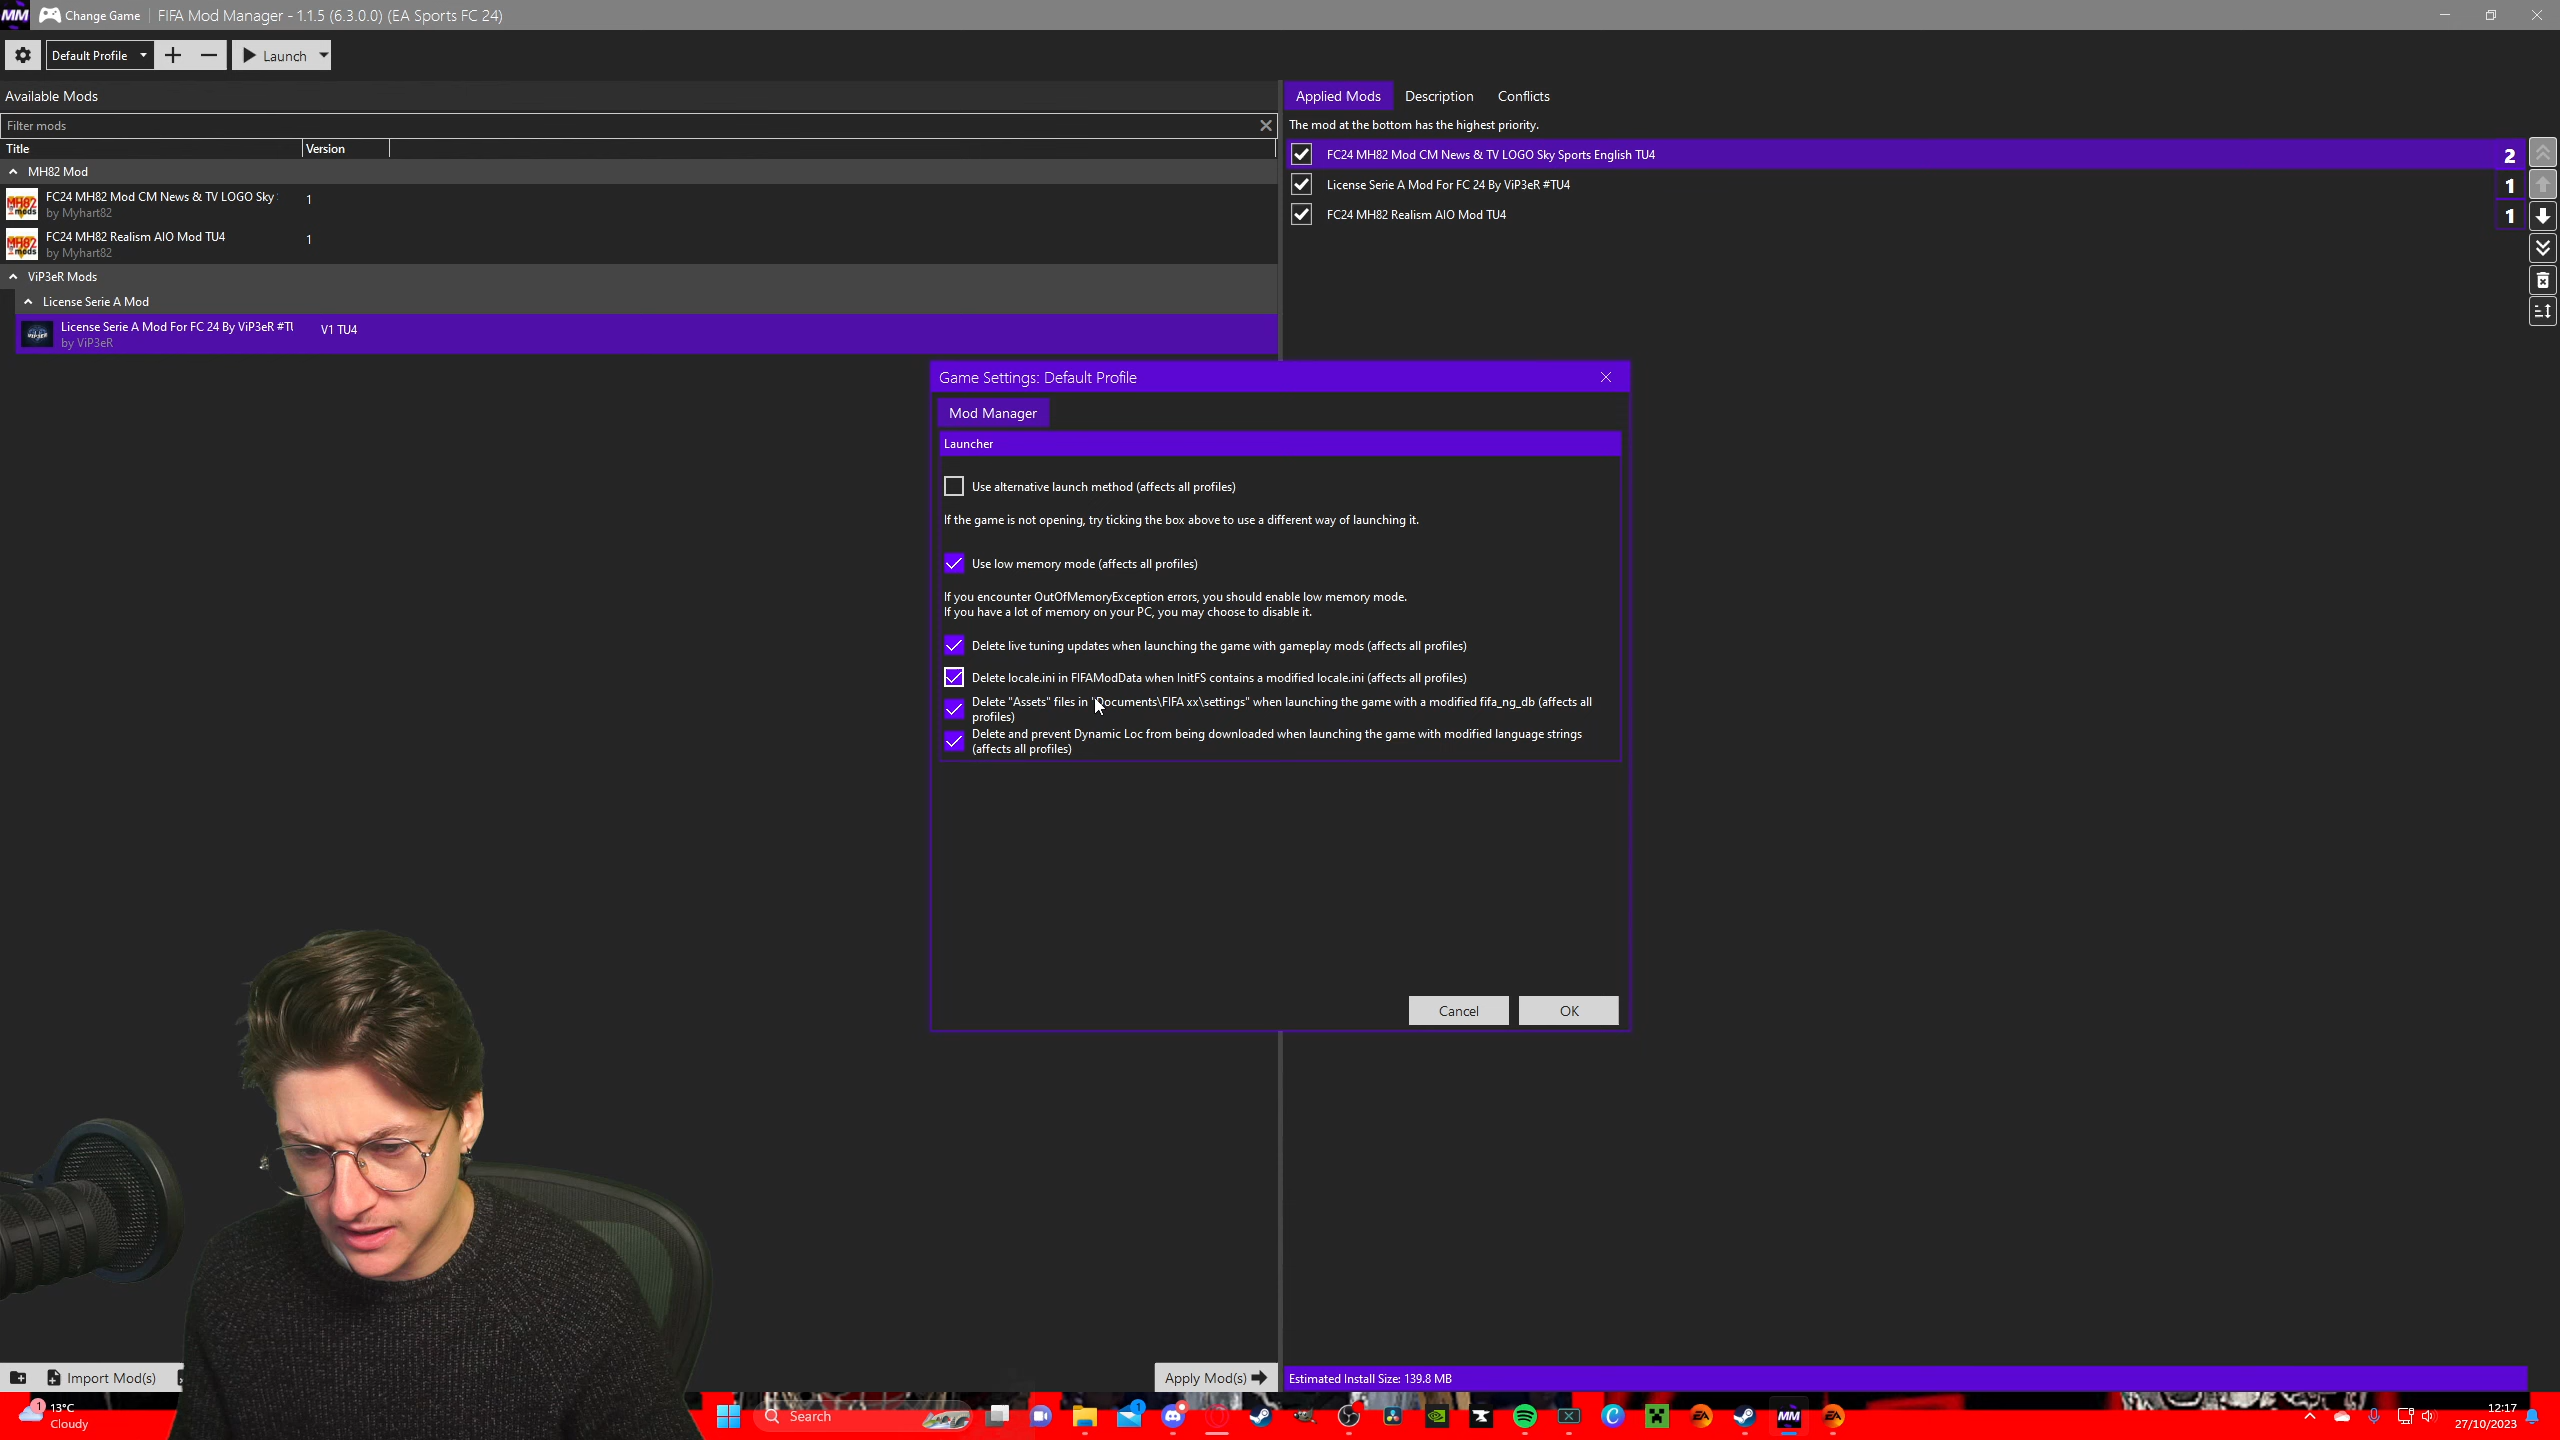 MM Change Game FIFA Mod Manager - 1.1.5 (6.3.0.0) (EA Sports FC 24)
Default Profile Launch
Available Mods
Filter mods
Title Version
MH82 Mod
FC24 MH82 Mod CM News & TV LOGO Sky 1
by Myhart82
FC24 MH82 Realism AIO Mod TU4 1
by Myhart82
ViP3eR Mods
License Serie A Mod
License Serie A Mod For FC 24 By ViP3eR #TU V1 TU4
by ViP3eR
Applied Mods Description Conflicts
The mod at the bottom has the highest priority.
FC24 MH82 Mod CM News & TV LOGO Sky Sports English TU4 2
License Serie A Mod For FC 24 By ViP3eR #TU4 1
FC24 MH82 Realism AIO Mod TU4 1
Game Settings: Default Profile
Mod Manager
Launcher
Use alternative launch method (affects all profiles)
If the game is not opening, try ticking the box above to use a different way of launching it.
Use low memory mode (affects all profiles)
If you encounter OutOfMemoryException errors, you should enable low memory mode.
If you have a lot of memory on your PC, you may choose to disable it.
Delete live tuning updates when launching the game with gameplay mods (affects all profiles)
Delete locale.ini in FIFAModData when InitFS contains a modified locale.ini (affects all profiles)
Delete "Assets" files in "Documents\FIFA xx\settings" when launching the game with a modified fifa_ng_db (affects all
profiles)
Delete and prevent Dynamic Loc from being downloaded when launching the game with modified language strings
(affects all profiles)
Cancel OK
Import Mod(s) Apply Mod(s) Estimated Install Size: 139.8 MB
1 13°C
Cloudy
Search
1
MM
12:17
27/10/2023